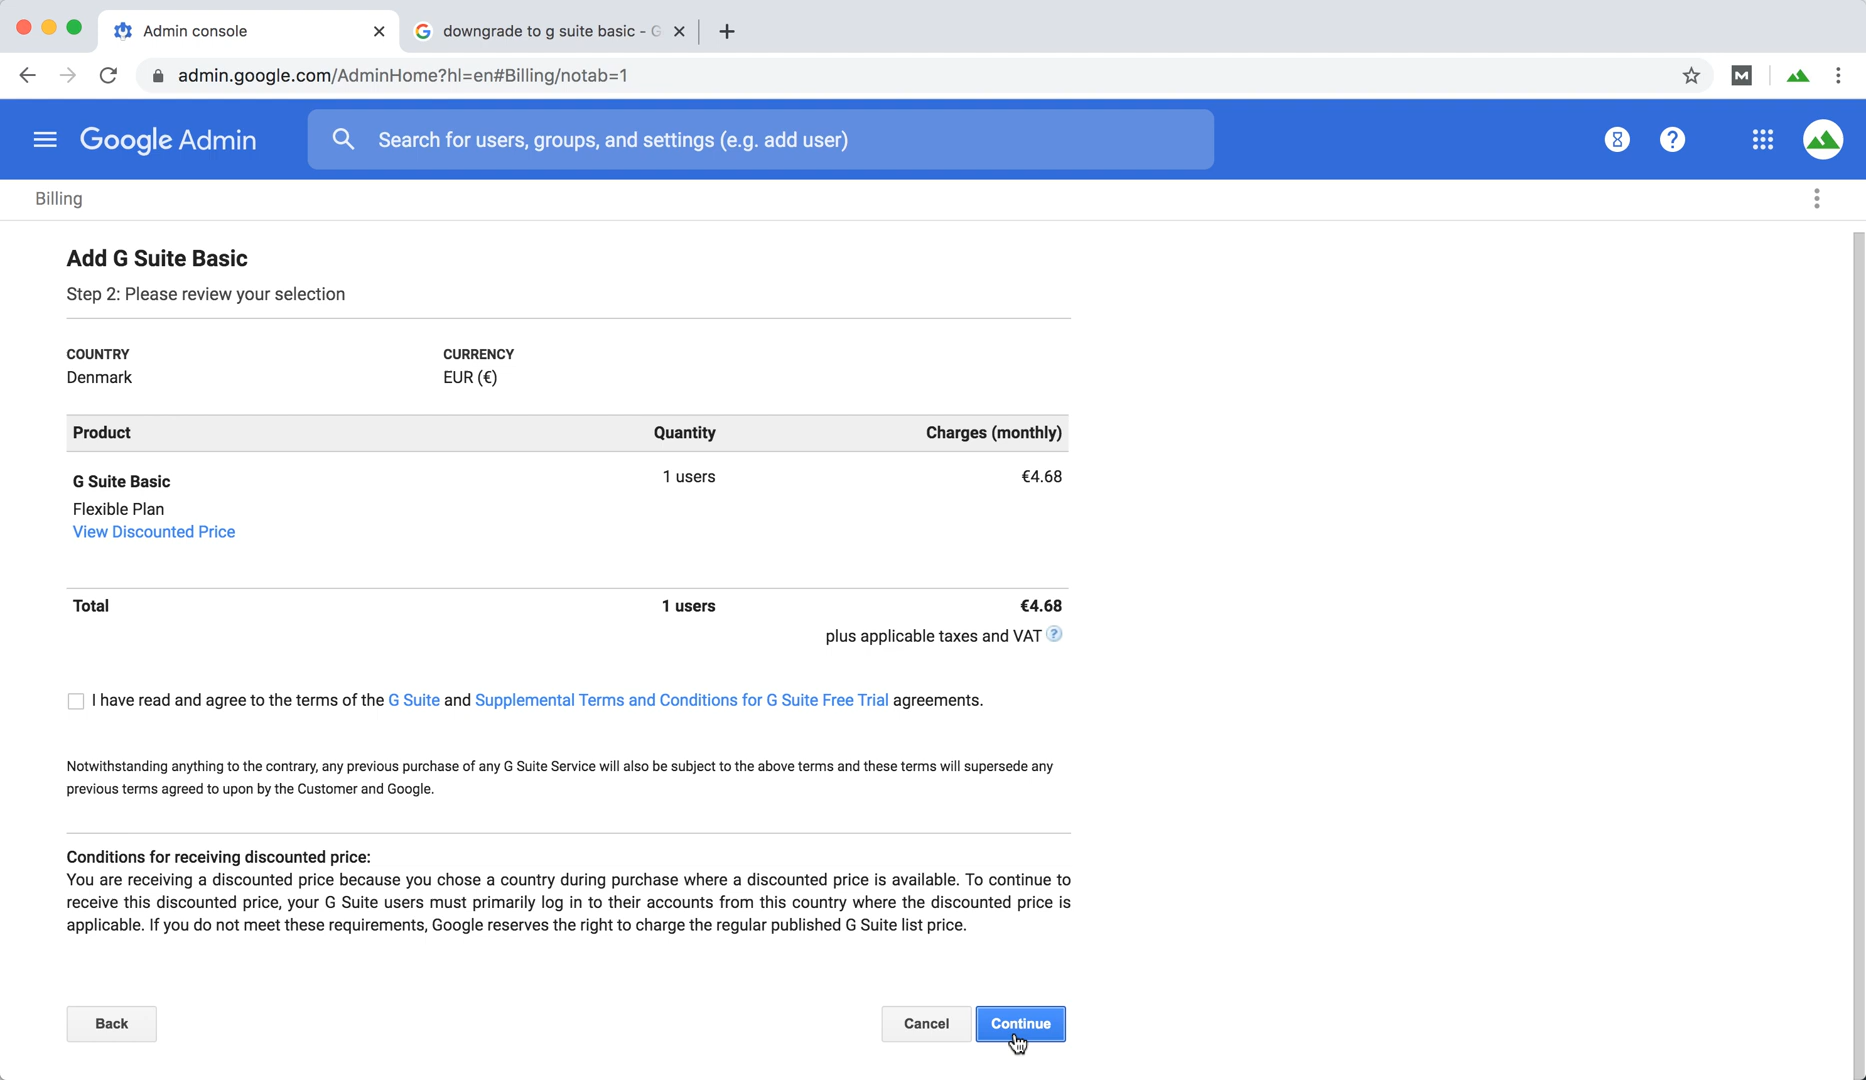 Admin console
downgrade to g suite basic - G
admin.google.com/AdminHome?hl=en#Billing/notab=1
Google Admin
Search for users, groups, and settings (e.g. add user)
Billing
Add G Suite Basic
Step 2: Please review your selection
COUNTRY CURRENCY
Denmark EUR (€)
Product Quantity Charges (monthly)
G Suite Basic 1 users €4.68
Flexible Plan
View Discounted Price
Total 1 users €4.68
plus applicable taxes and VAT ?
I have read and agree to the terms of the G Suite and Supplemental Terms and Conditions for G Suite Free Trial agreements.
Notwithstanding anything to the contrary, any previous purchase of any G Suite Service will also be subject to the above terms and these terms will supersede any
previous terms agreed to upon by the Customer and Google.
Conditions for receiving discounted price:
You are receiving a discounted price because you chose a country during purchase where a discounted price is available. To continue to
receive this discounted price, your G Suite users must primarily log in to their accounts from this country where the discounted price is
applicable. If you do not meet these requirements, Google reserves the right to charge the regular published G Suite list price.
Back Cancel Continue